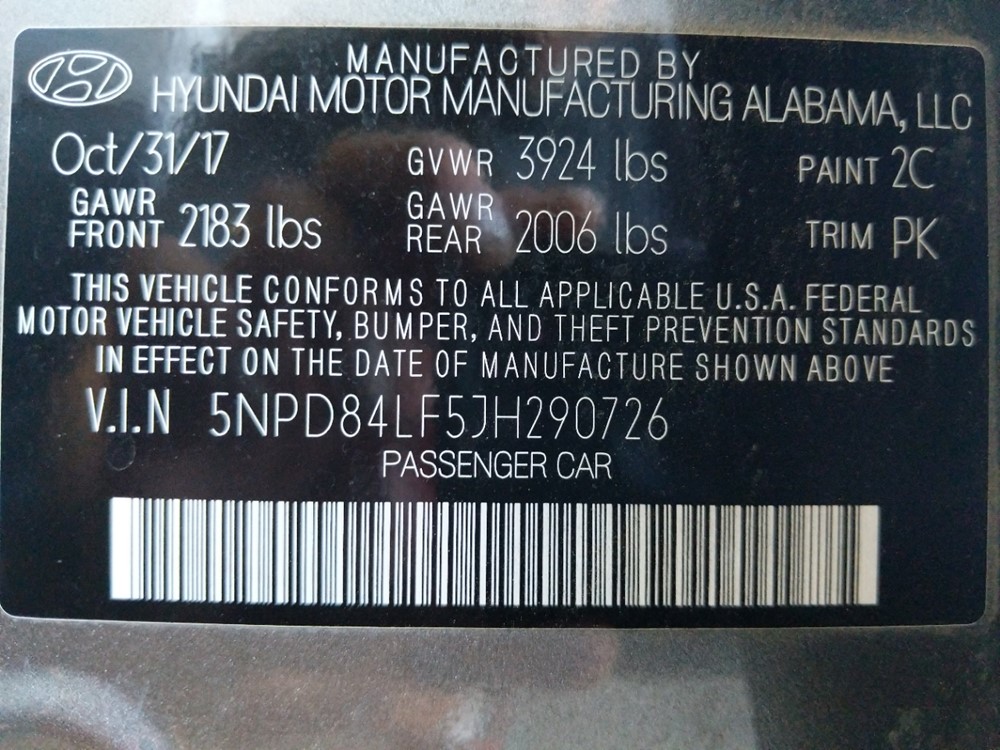 MANUFACTURED BY
HYUNDAI MOTOR MANUFACTURING ALABAMA, LLC
Oct/31/17 GVWR 3924 lbs PAINT 2C
GAWR FRONT 2183 lbs GAWR REAR 2006 lbs TRIM PK
THIS VEHICLE CONFORMS TO ALL APPLICABLE U.S.A. FEDERAL
MOTOR VEHICLE SAFETY, BUMPER, AND THEFT PREVENTION STANDARDS
IN EFFECT ON THE DATE OF MANUFACTURE SHOWN ABOVE
V.I.N 5NPD84LF5JH290726
PASSENGER CAR